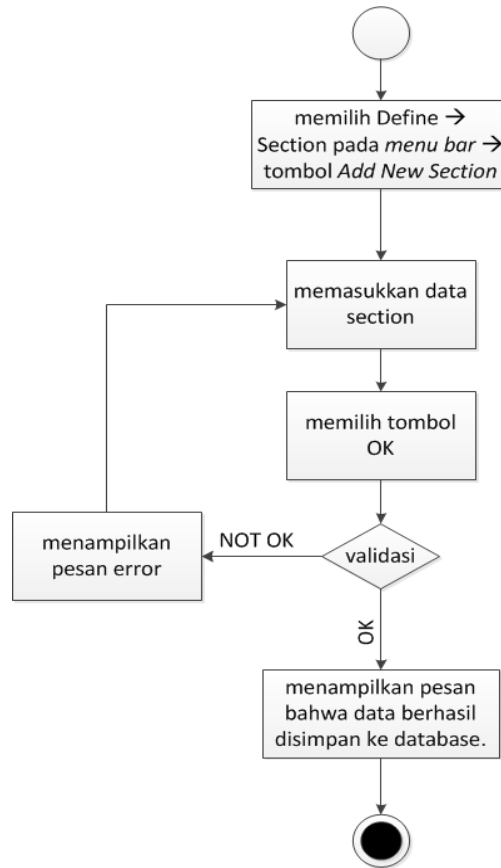 memilih Define →
Section pada menu bar →
tombol Add New Section
memasukkan data
section
memilih tombol
OK
validasi
NOT OK
menampilkan
pesan error
OK
menampilkan pesan
bahwa data berhasil
disimpan ke database.